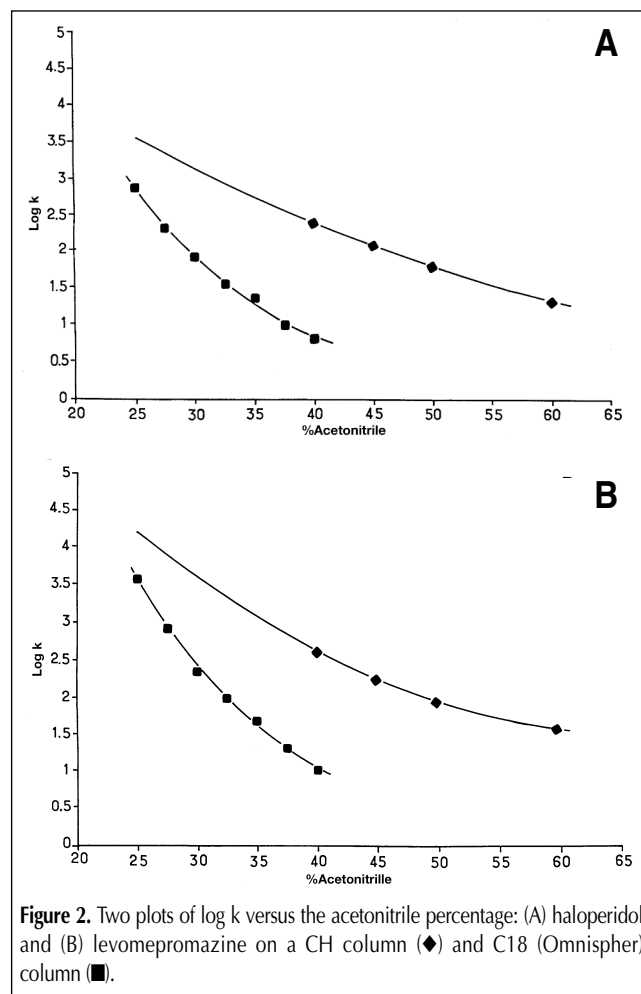 A
5
4.5
4
3.5
3
2.5
2
1.5
1
0.5
0
Log k
20 25 30 35 40 45 50 55 60 65
%Acetonitrile
B
5
4.5
4
3.5
3
2.5
2
1.5
1
0.5
0
Log k
20 25 30 35 40 45 50 55 60 65
%Acetonitrille
Figure 2. Two plots of log k versus the acetonitrile percentage: (A) haloperidol
and (B) levomepromazine on a CH column (◆) and C18 (Omnispher)
column (■).